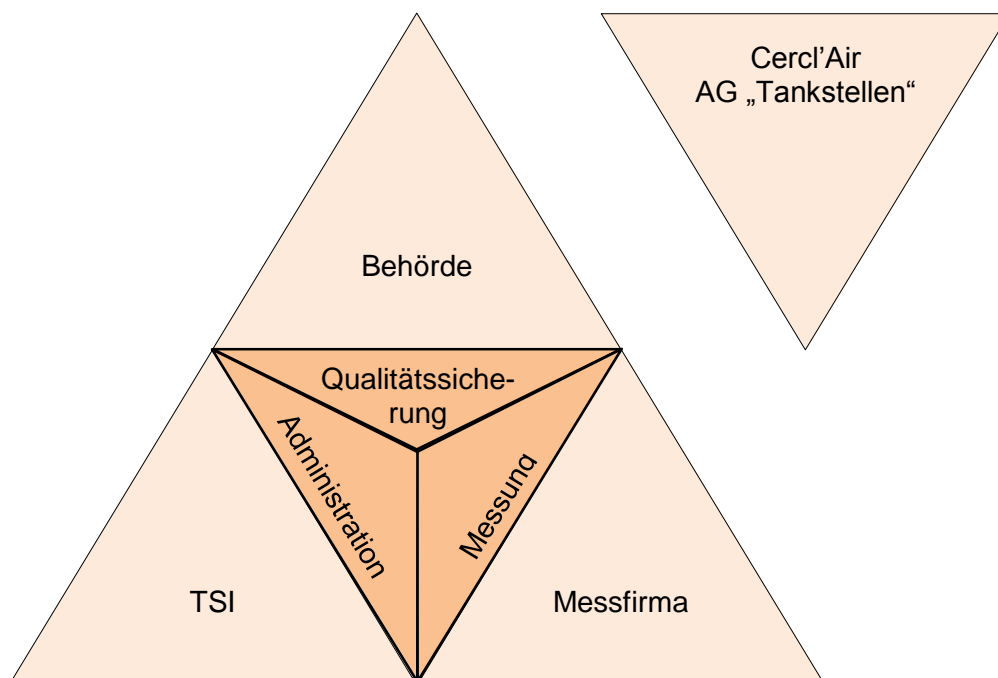 Cercl’Air
AG „Tankstellen“
Behörde
Qualitätssiche-
rung
Administration
Messung
TSI
Messfirma